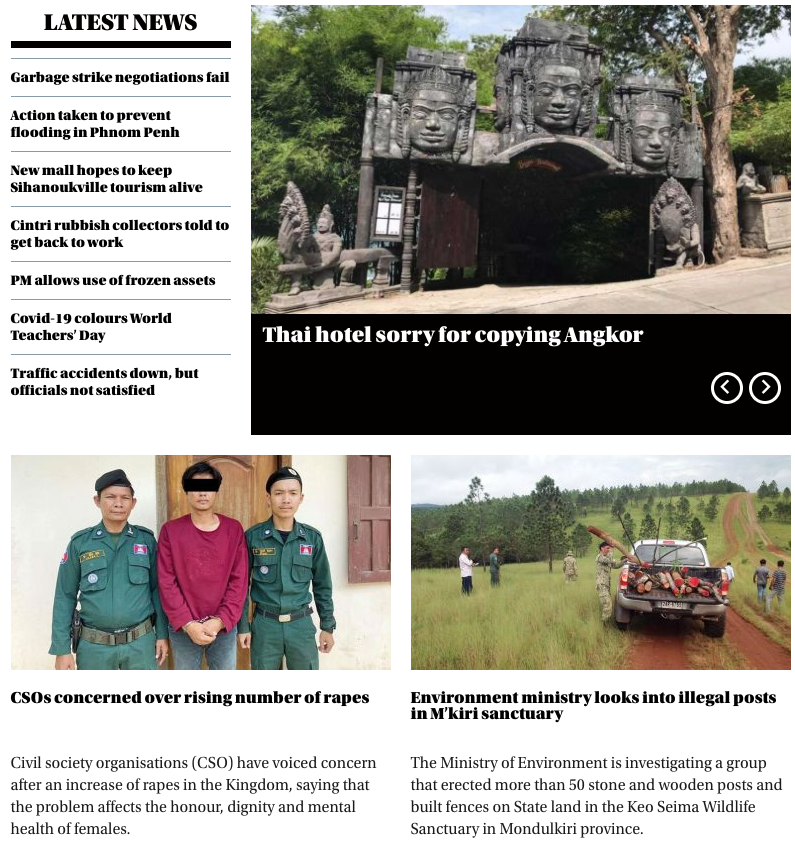 LATEST NEWS
Garbage strike negotiations fail
Action taken to prevent
flooding in Phnom Penh
New mall hopes to keep
Sihanoukville tourism alive
Cintri rubbish collectors told to
get back to work
PM allows use of frozen assets
Covid-19 colours World
Teachers’ Day
Traffic accidents down, but
officials not satisfied
Thai hotel sorry for copying Angkor
CSOs concerned over rising number of rapes
Civil society organisations (CSO) have voiced concern
after an increase of rapes in the Kingdom, saying that
the problem affects the honour, dignity and mental
health of females.
Environment ministry looks into illegal posts
in M’kiri sanctuary
The Ministry of Environment is investigating a group
that erected more than 50 stone and wooden posts and
built fences on State land in the Keo Seima Wildlife
Sanctuary in Mondulkiri province.